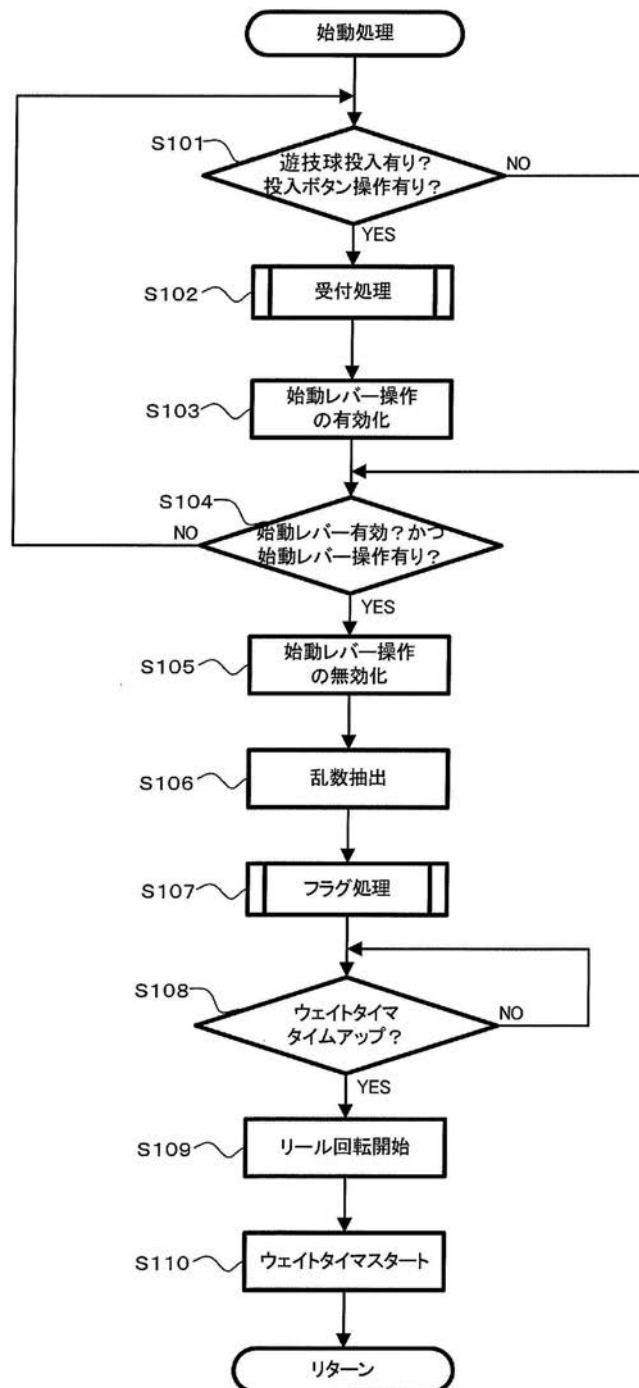 始動処理
S101
遊技球投入有り？
投入ボタン操作有り？
NO
YES
S102
受付処理
S103
始動レバー操作
の有効化
S104
始動レバー有効？かつ
始動レバー操作有り？
NO
YES
S105
始動レバー操作
の無効化
S106
乱数抽出
S107
フラグ処理
S108
ウェイトタイマ
タイムアップ？
NO
YES
S109
リール回転開始
S110
ウェイトタイマスタート
リターン